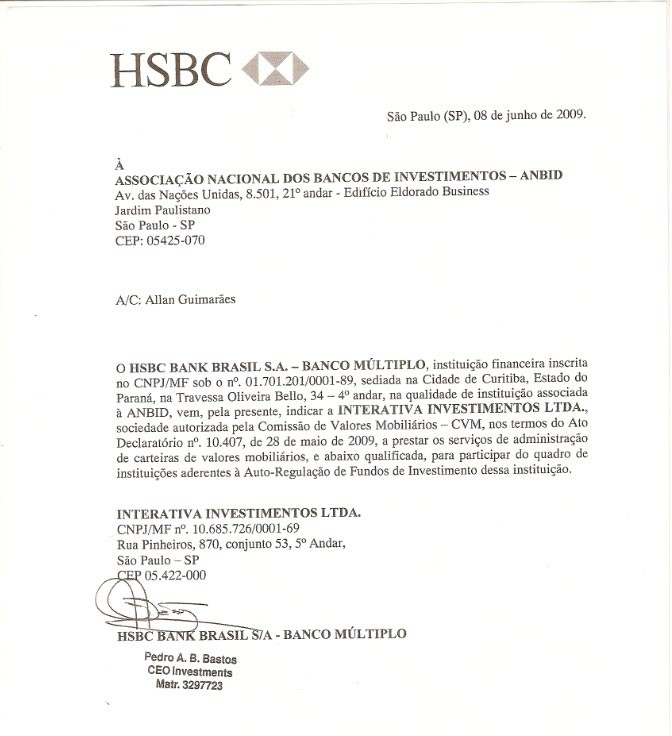 HSBC
São Paulo (SP), 08 de junho de 2009.
À
ASSOCIAÇÃO NACIONAL DOS BANCOS DE INVESTIMENTOS – ANBID
Av. das Nações Unidas, 8.501, 21º andar - Edifício Eldorado Business
Jardim Paulistano
São Paulo - SP
CEP: 05425-070
A/C: Allan Guimarães
O HSBC BANK BRASIL S.A. – BANCO MÚLTIPLO, instituição financeira inscrita
no CNPJ/MF sob o nº. 01.701.201/0001-89, sediada na Cidade de Curitiba, Estado do
Paraná, na Travessa Oliveira Bello, 34 – 4º andar, na qualidade de instituição associada
à ANBID, vem, pela presente, indicar a INTERATIVA INVESTIMENTOS LTDA.,
sociedade autorizada pela Comissão de Valores Mobiliários – CVM, nos termos do Ato
Declaratório nº. 10.407, de 28 de maio de 2009, a prestar os serviços de administração
de carteiras de valores mobiliários, e abaixo qualificada, para participar do quadro de
instituições aderentes à Auto-Regulação de Fundos de Investimento dessa instituição.
INTERATIVA INVESTIMENTOS LTDA.
CNPJ/MF nº. 10.685.726/0001-69
Rua Pinheiros, 870, conjunto 53, 5º Andar,
São Paulo – SP
CEP 05.422-000
HSBC BANK BRASIL S/A - BANCO MÚLTIPLO
Pedro A. B. Bastos
CEO Investments
Matr. 3297723